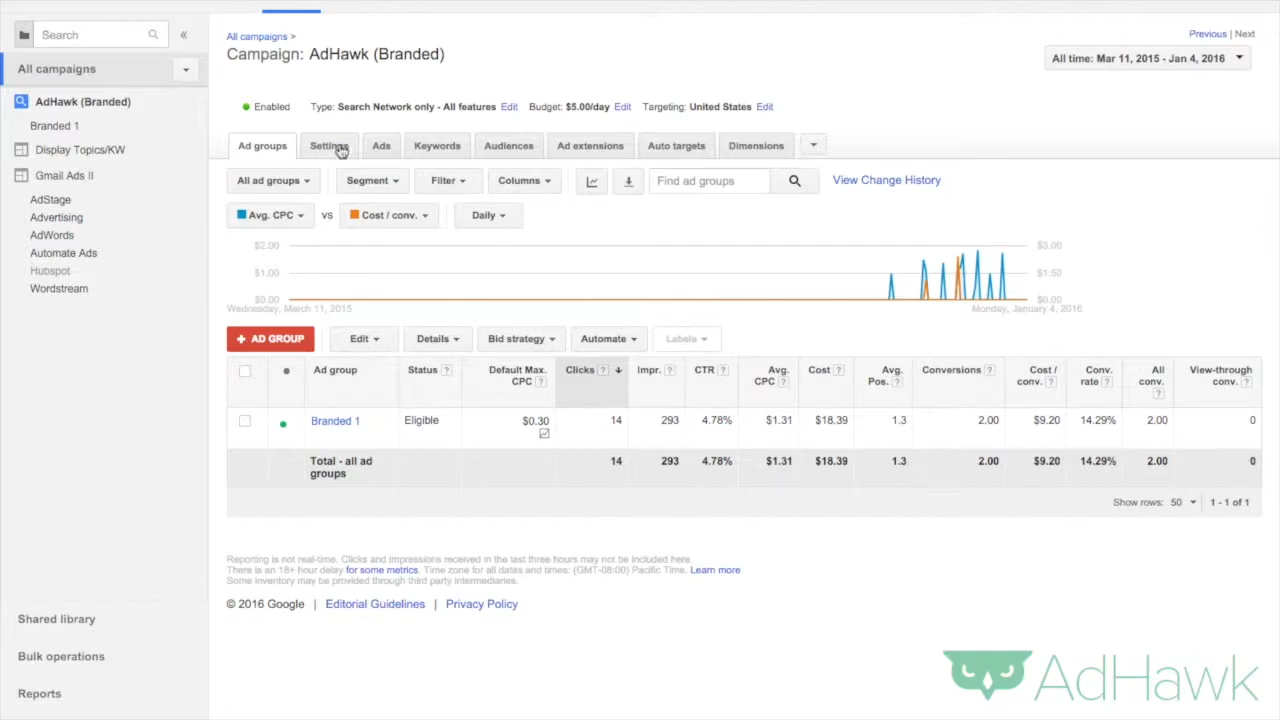 Search
All campaigns
AdHawk (Branded)
Branded 1
Display Topics/KW
Gmail Ads II
AdStage
Advertising
AdWords
Automate Ads
Hubspot
Wordstream
Shared library
Bulk operations
Reports
All campaigns >
Campaign: AdHawk (Branded)
Previous | Next
All time: Mar 11, 2015 - Jan 4, 2016
Enabled Type: Search Network only - All features Edit Budget: $5.00/day Edit Targeting: United States Edit
Ad groups Settings Ads Keywords Audiences Ad extensions Auto targets Dimensions
All ad groups Segment Filter Columns Find ad groups View Change History
Avg. CPC VS Cost / conv. Daily
$2.00 $3.00
$1.00 $1.50
$0.00 $0.00
Wednesday, March 11, 2015 Monday, January 4, 2016
+ AD GROUP Edit Details Bid strategy Automate Labels
Ad group Status ? Default Max. CPC ? Clicks ? Impr. ? CTR ? Avg. CPC ? Cost ? Avg. Pos. ? Conversions ? Cost / conv. ? Conv. rate ? All conv. ? View-through conv. ?
Branded 1 Eligible $0.30 14 293 4.78% $1.31 $18.39 1.3 2.00 $9.20 14.29% 2.00 0
Total - all ad groups 14 293 4.78% $1.31 $18.39 1.3 2.00 $9.20 14.29% 2.00 0
Show rows: 50 1 - 1 of 1
Reporting is not real-time. Clicks and impressions received in the last three hours may not be included here.
There is an 18+ hour delay for some metrics. Time zone for all dates and times: (GMT-08:00) Pacific Time. Learn more
Some inventory may be provided through third party intermediaries.
© 2016 Google | Editorial Guidelines | Privacy Policy
AdHawk